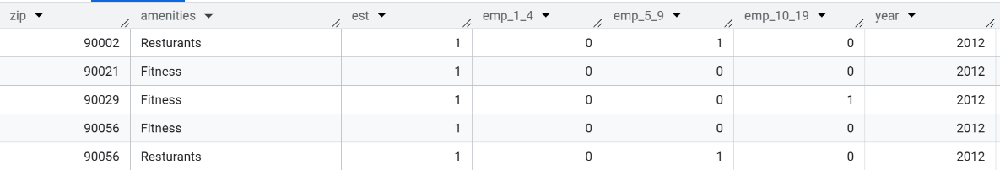 zip amenities est emp_1_4 emp_5_9 emp_10_19 year
90002 Resturants 1 0 1 0 2012
90021 Fitness 1 0 0 0 2012
90029 Fitness 1 0 0 1 2012
90056 Fitness 1 0 0 0 2012
90056 Resturants 1 0 1 0 2012